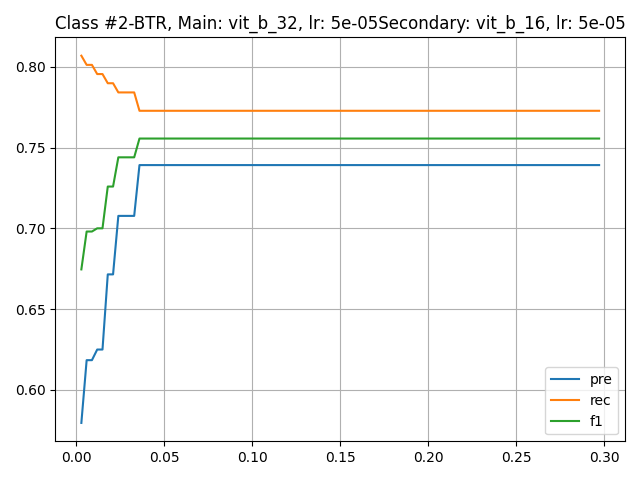 Class #2-BTR, Main: vit_b_32, lr: 5e-05Secondary: vit_b_16, lr: 5e-05
0.80
0.75
0.70
0.65
0.60
pre
rec
f1
0.00 0.05 0.10 0.15 0.20 0.25 0.30